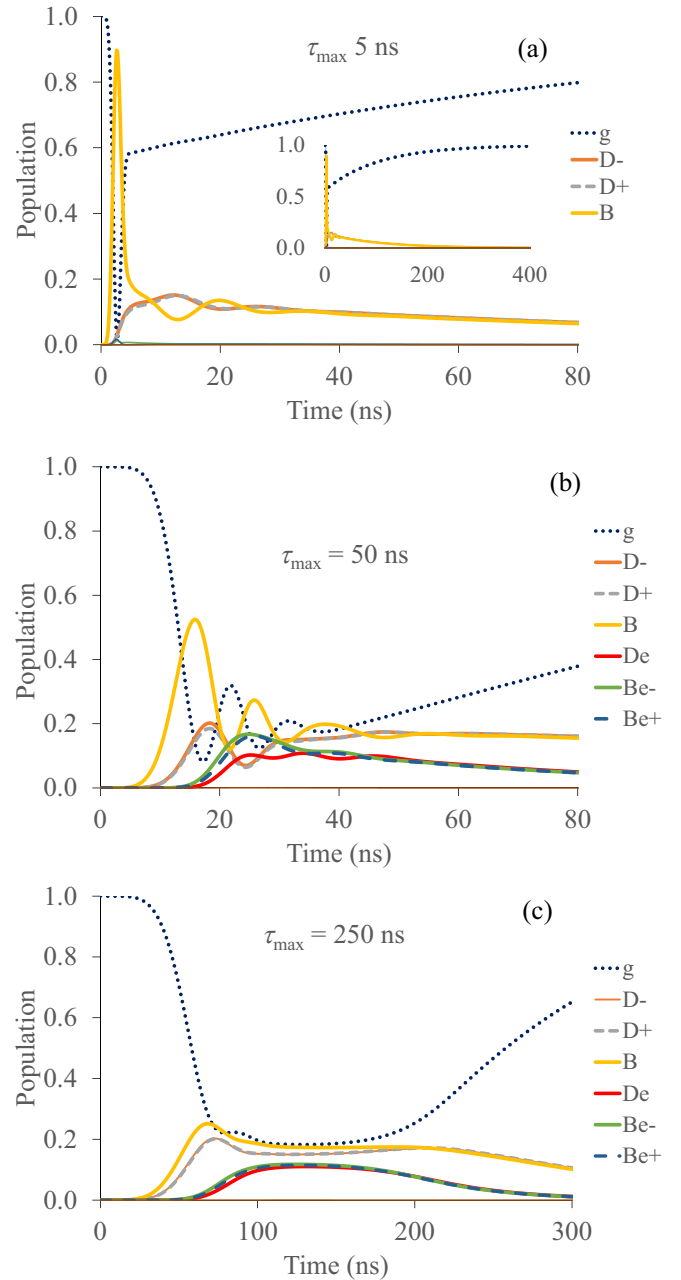 (a)
τmax 5 ns
1.0
0.8
0.6
0.4
0.2
0.0
Population
1.0
0.5
0.0
0 200 400
g
D-
D+
B
0 20 40 60 80
Time (ns)
(b)
τmax = 50 ns
1.0
0.8
0.6
0.4
0.2
0.0
Population
g
D-
D+
B
De
Be-
Be+
0 20 40 60 80
Time (ns)
(c)
τmax = 250 ns
1.0
0.8
0.6
0.4
0.2
0.0
Population
g
D-
D+
B
De
Be-
Be+
0 100 200 300
Time (ns)